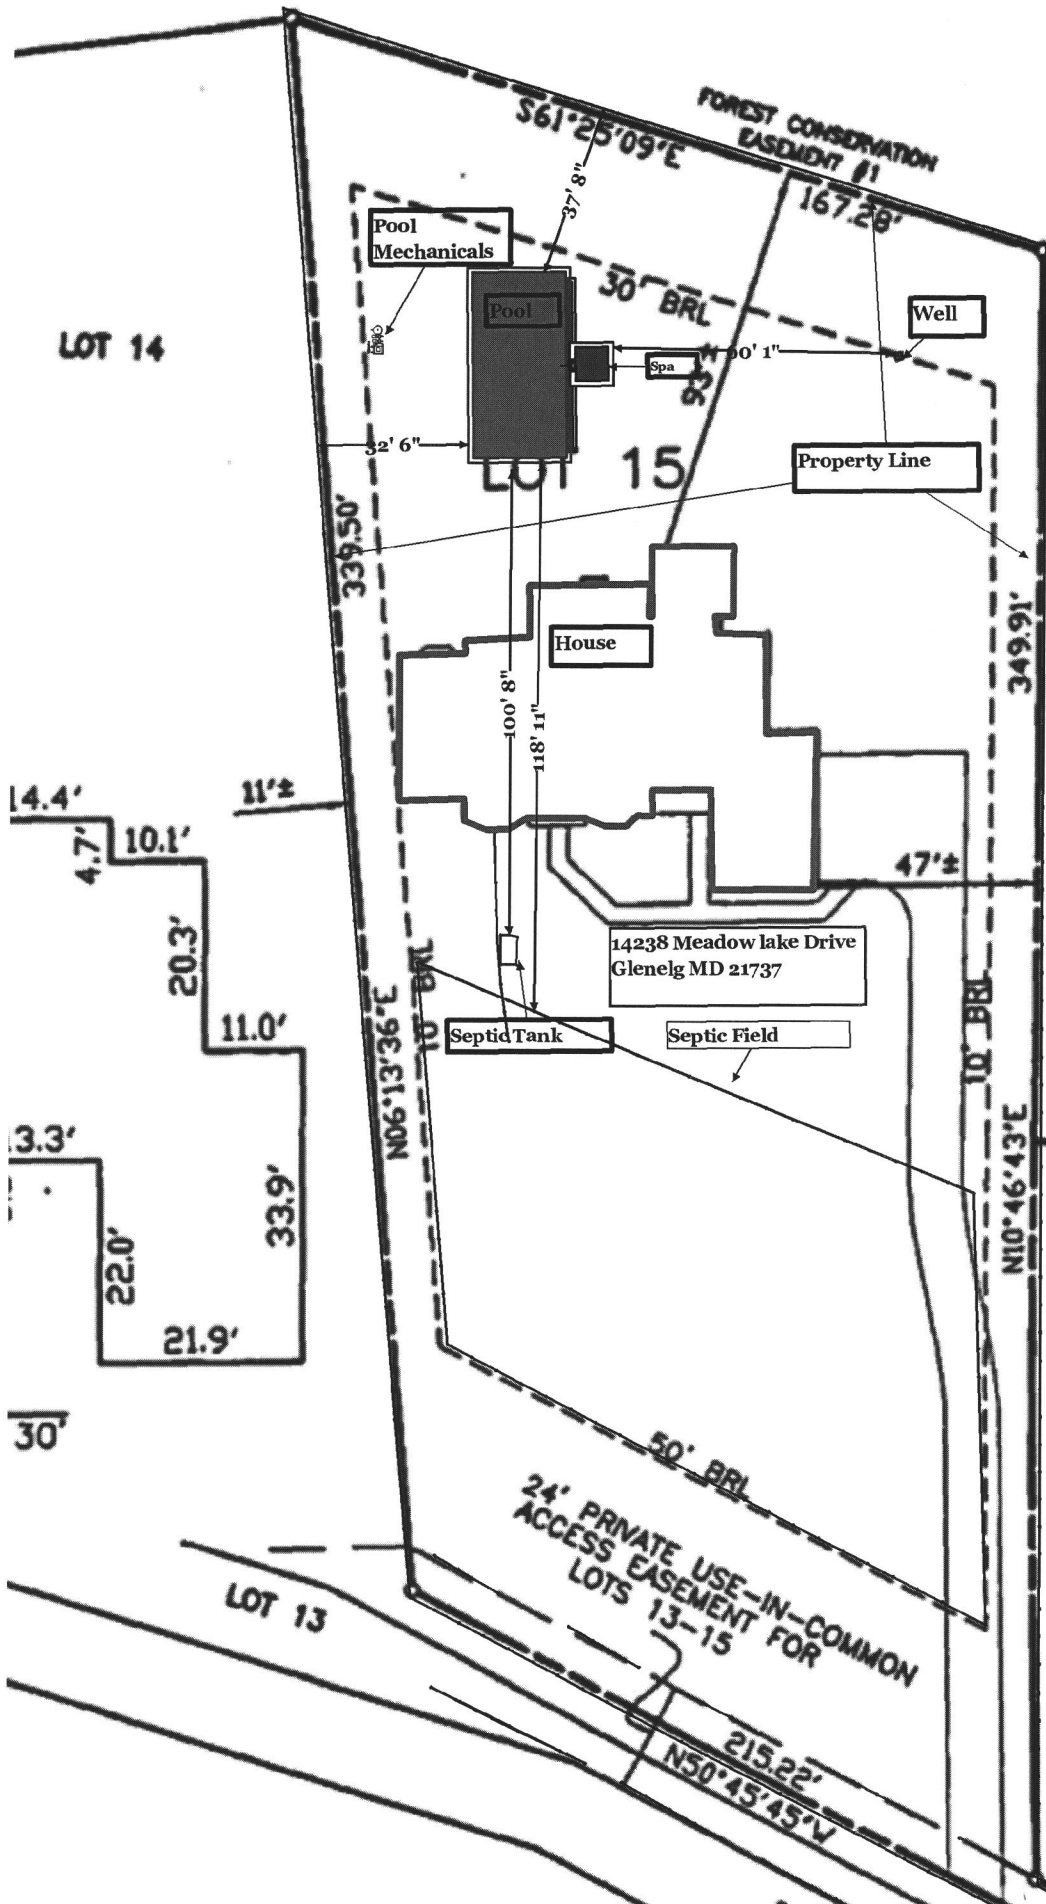 FOREST CONSERVATION
EASEMENT #1
S61°25'09"E
167.28'
37' 8"
Pool
Mechanicals
30' BRL
Pool
Well
LOT 14
Spa
60' 1"
93'±
32' 6"
LOT 15
Property Line
339.50'
349.91'
House
100' 8"
118' 11"
11'±
14.4'
4.7'
10.1'
47'±
20.3'
14238 Meadow lake Drive
Glenelg MD 21737
10' BRL
10' BRL
11.0'
Septic Tank
Septic Field
N06°13'36"E
N10°46'43"E
3.3'
33.9'
22.0'
21.9'
30'
50' BRL
24' PRIVATE USE-IN-COMMON
ACCESS EASEMENT FOR
LOTS 13-15
LOT 13
215.22'
N50°45'45"W